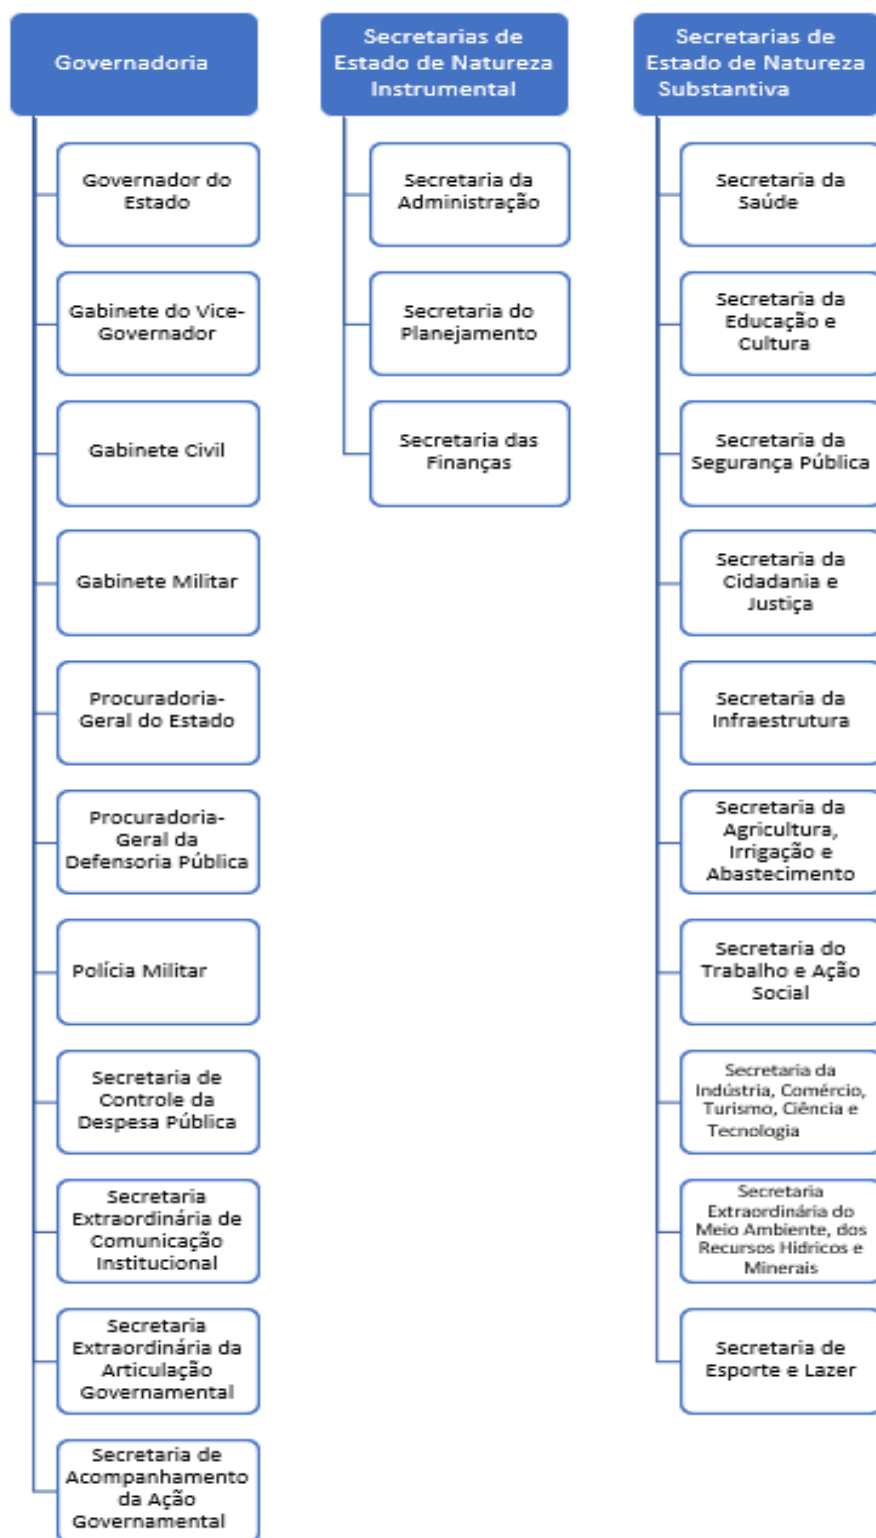 Governadoria
Governador do
Estado
Gabinete do Vice-
Governador
Gabinete Civil
Gabinete Militar
Procuradoria-
Geral do Estado
Procuradoria-
Geral da
Defensoria Pública
Polícia Militar
Secretaria de
Controle da
Despesa Pública
Secretaria
Extraordinária de
Comunicação
Institucional
Secretaria
Extraordinária da
Articulação
Governamental
Secretaria de
Acompanhamento
da Ação
Governamental
Secretarias de
Estado de Natureza
Instrumental
Secretaria da
Administração
Secretaria do
Planejamento
Secretaria das
Finanças
Secretarias de
Estado de Natureza
Substantiva
Secretaria da
Saúde
Secretaria da
Educação e
Cultura
Secretaria da
Segurança Pública
Secretaria da
Cidadania e
Justiça
Secretaria da
Infraestrutura
Secretaria da
Agricultura,
Irrigação e
Abastecimento
Secretaria do
Trabalho e Ação
Social
Secretaria da
Indústria, Comércio,
Turismo, Ciência e
Tecnologia
Secretaria
Extraordinária do
Meio Ambiente, dos
Recursos Hídricos e
Minerais
Secretaria de
Esporte e Lazer